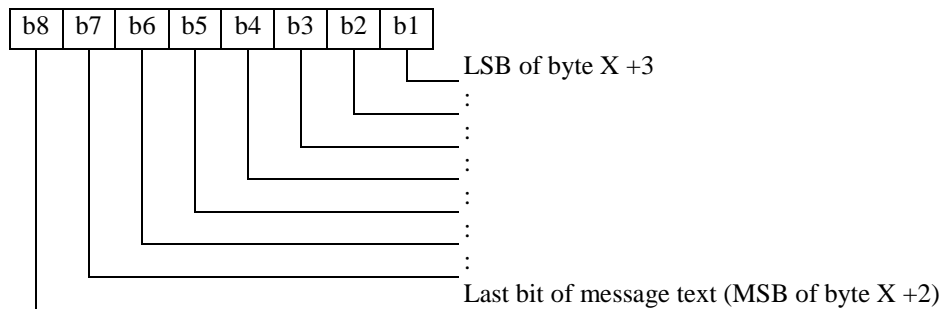 b8 b7 b6 b5 b4 b3 b2 b1
LSB of byte X +3
:
:
:
:
:
:
Last bit of message text (MSB of byte X +2)